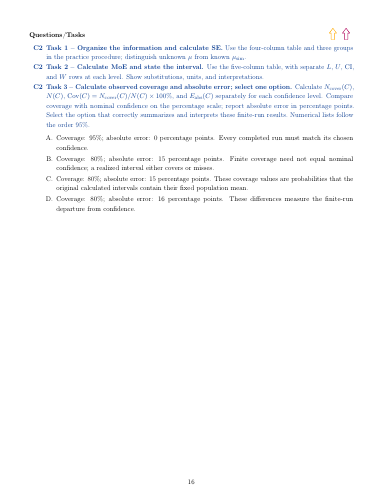 Questions/Tasks
C2 Task 1 – Organize the information and calculate SE. Use the four-column table and three groups
in the practice procedure; distinguish unknown μ from known μsim.
C2 Task 2 – Calculate MoE and state the interval. Use the five-column table, with separate L, U, CI,
and W rows at each level. Show substitutions, units, and interpretations.
C2 Task 3 – Calculate observed coverage and absolute error; select one option. Calculate Ncover(C),
N(C), Cov(C) = Ncover(C)/N(C) × 100%, and Eabs(C) separately for each confidence level. Compare
coverage with nominal confidence on the percentage scale; report absolute error in percentage points.
Select the option that correctly summarizes and interprets these finite-run results. Numerical lists follow
the order 95%.
A. Coverage: 95%; absolute error: 0 percentage points. Every completed run must match its chosen
confidence.
B. Coverage: 80%; absolute error: 15 percentage points. Finite coverage need not equal nominal
confidence; a realized interval either covers or misses.
C. Coverage: 80%; absolute error: 15 percentage points. These coverage values are probabilities that the
original calculated intervals contain their fixed population mean.
D. Coverage: 80%; absolute error: 16 percentage points. These differences measure the finite-run
departure from confidence.
16